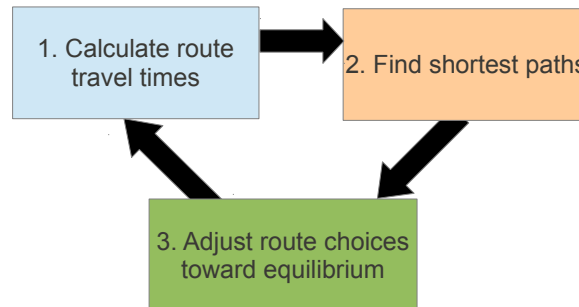 1. Calculate route
travel times
2. Find shortest paths
3. Adjust route choices
toward equilibrium